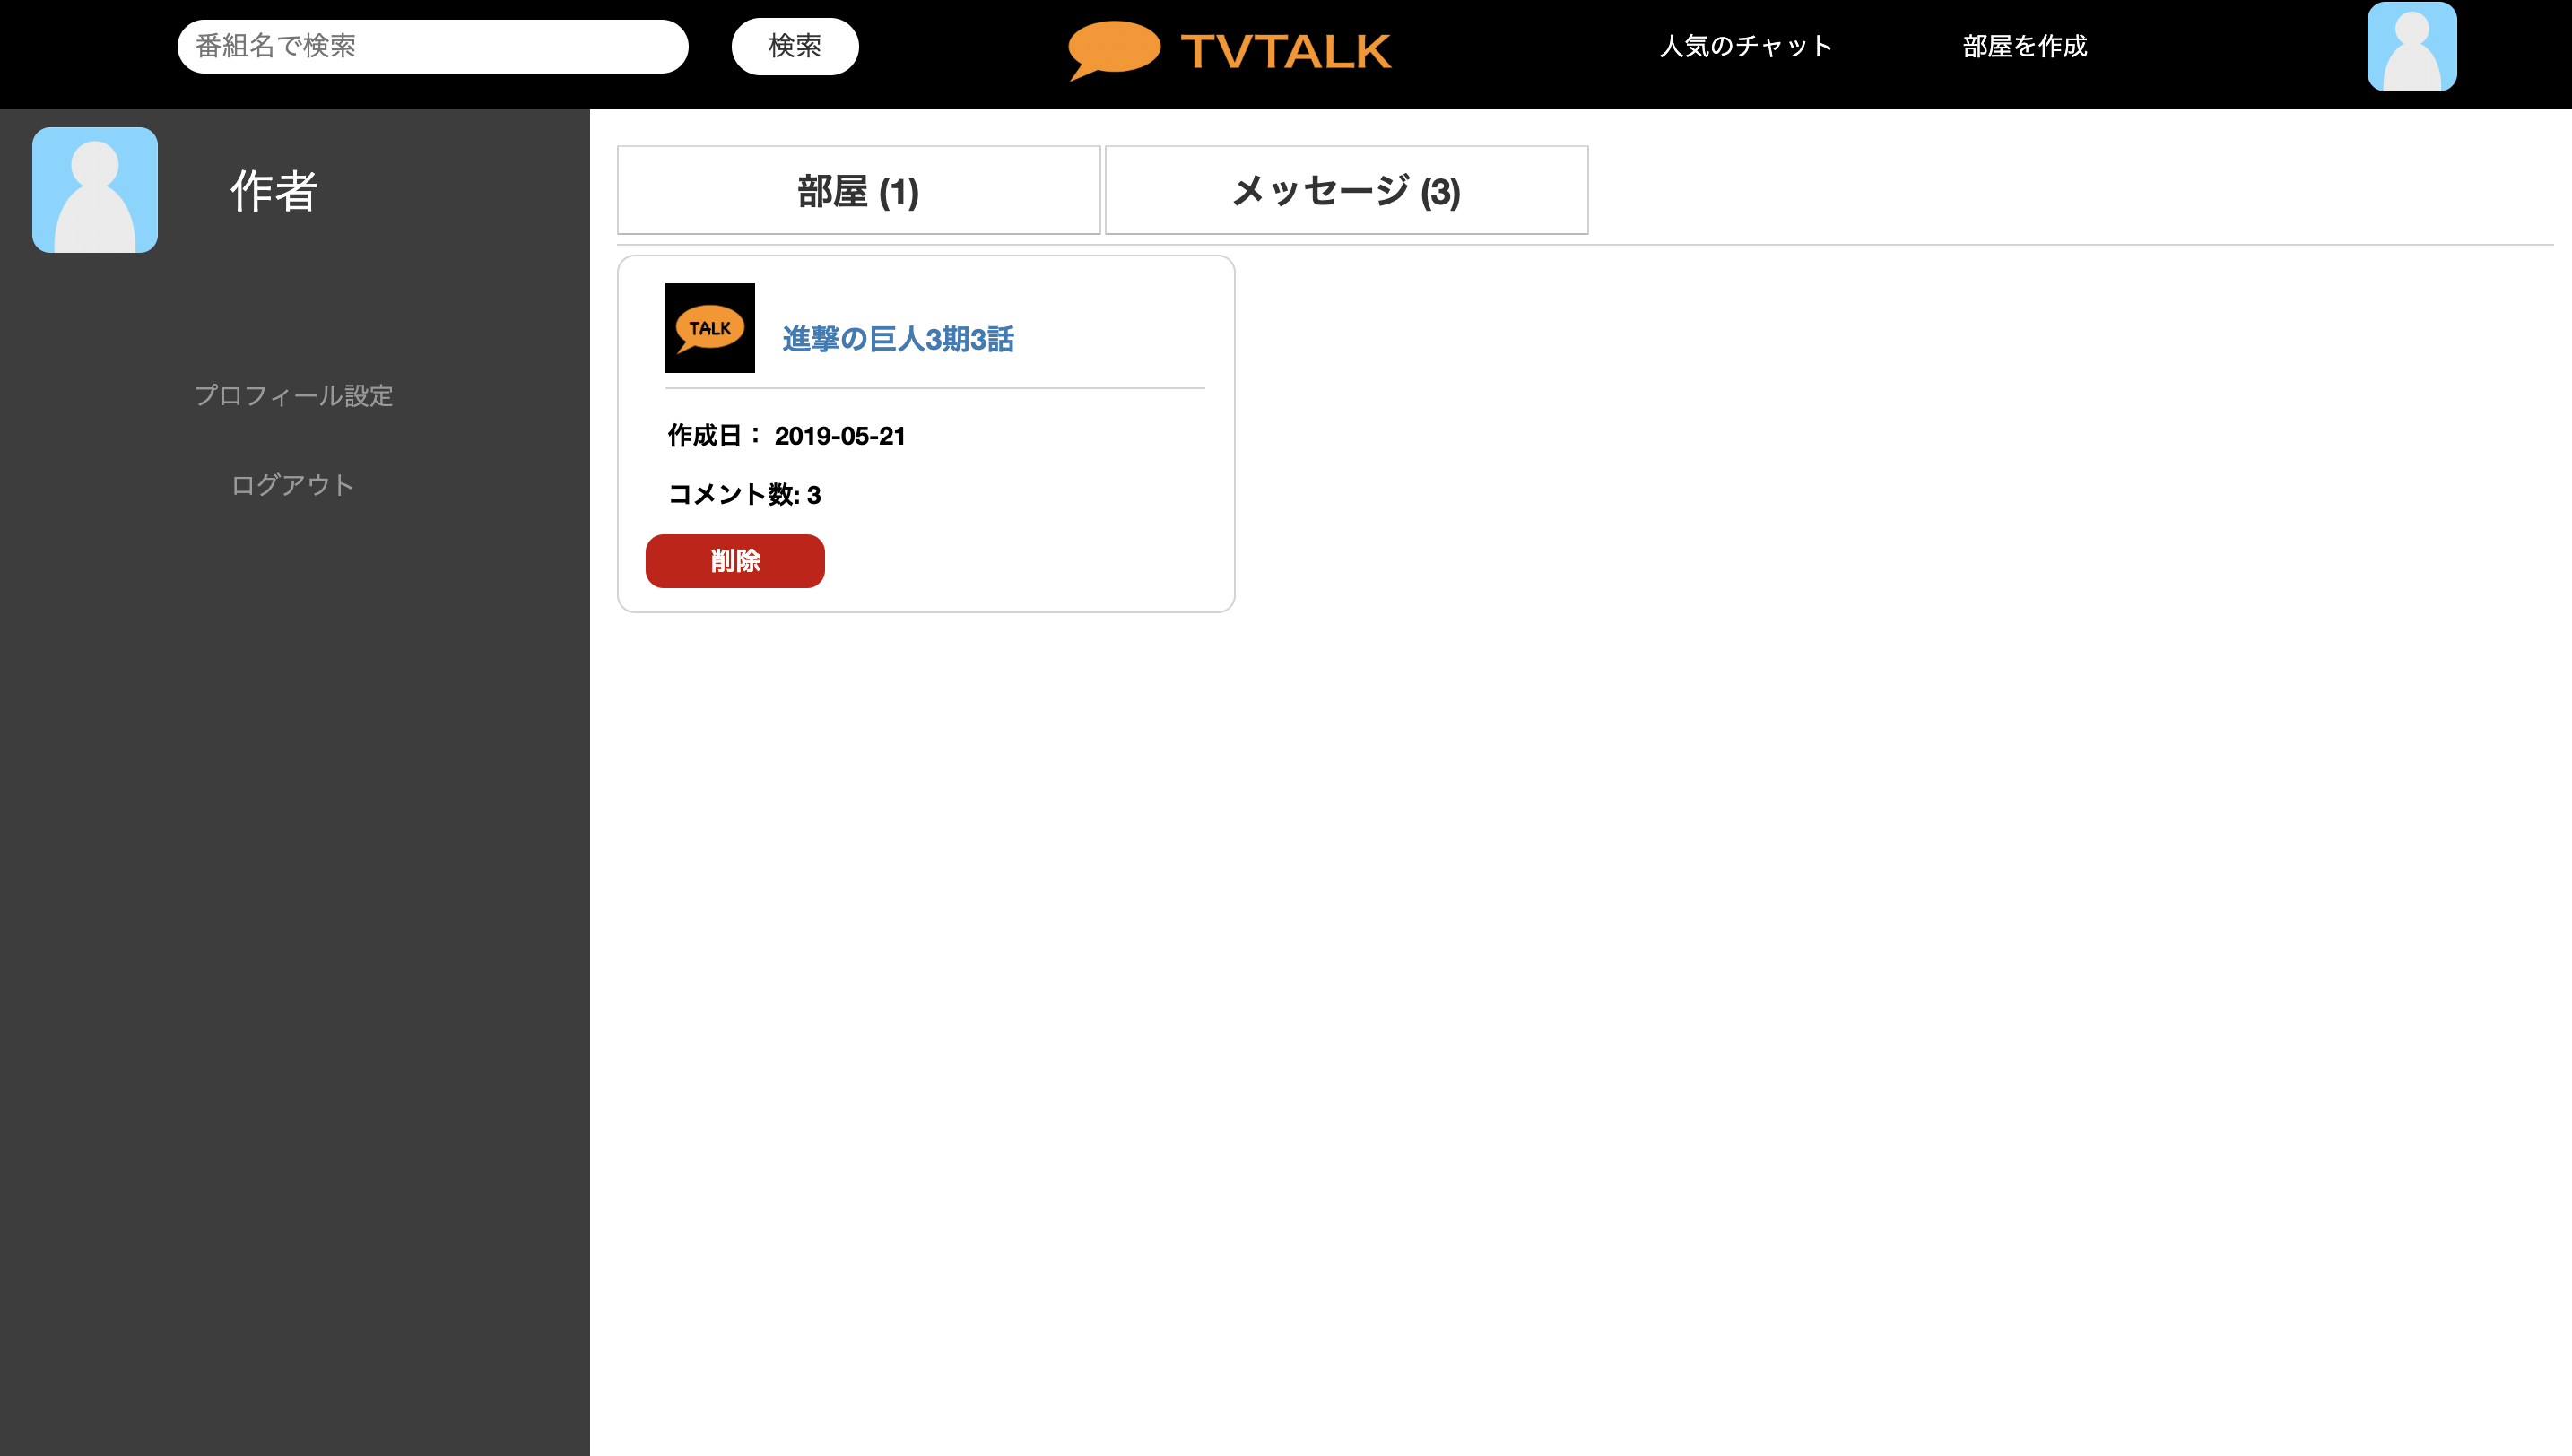 番組名で検索
検索
TVTALK
人気のチャット
部屋を作成
作者
プロフィール設定
ログアウト
部屋 (1)
メッセージ (3)
TALK
進撃の巨人3期3話
作成日： 2019-05-21
コメント数: 3
削除